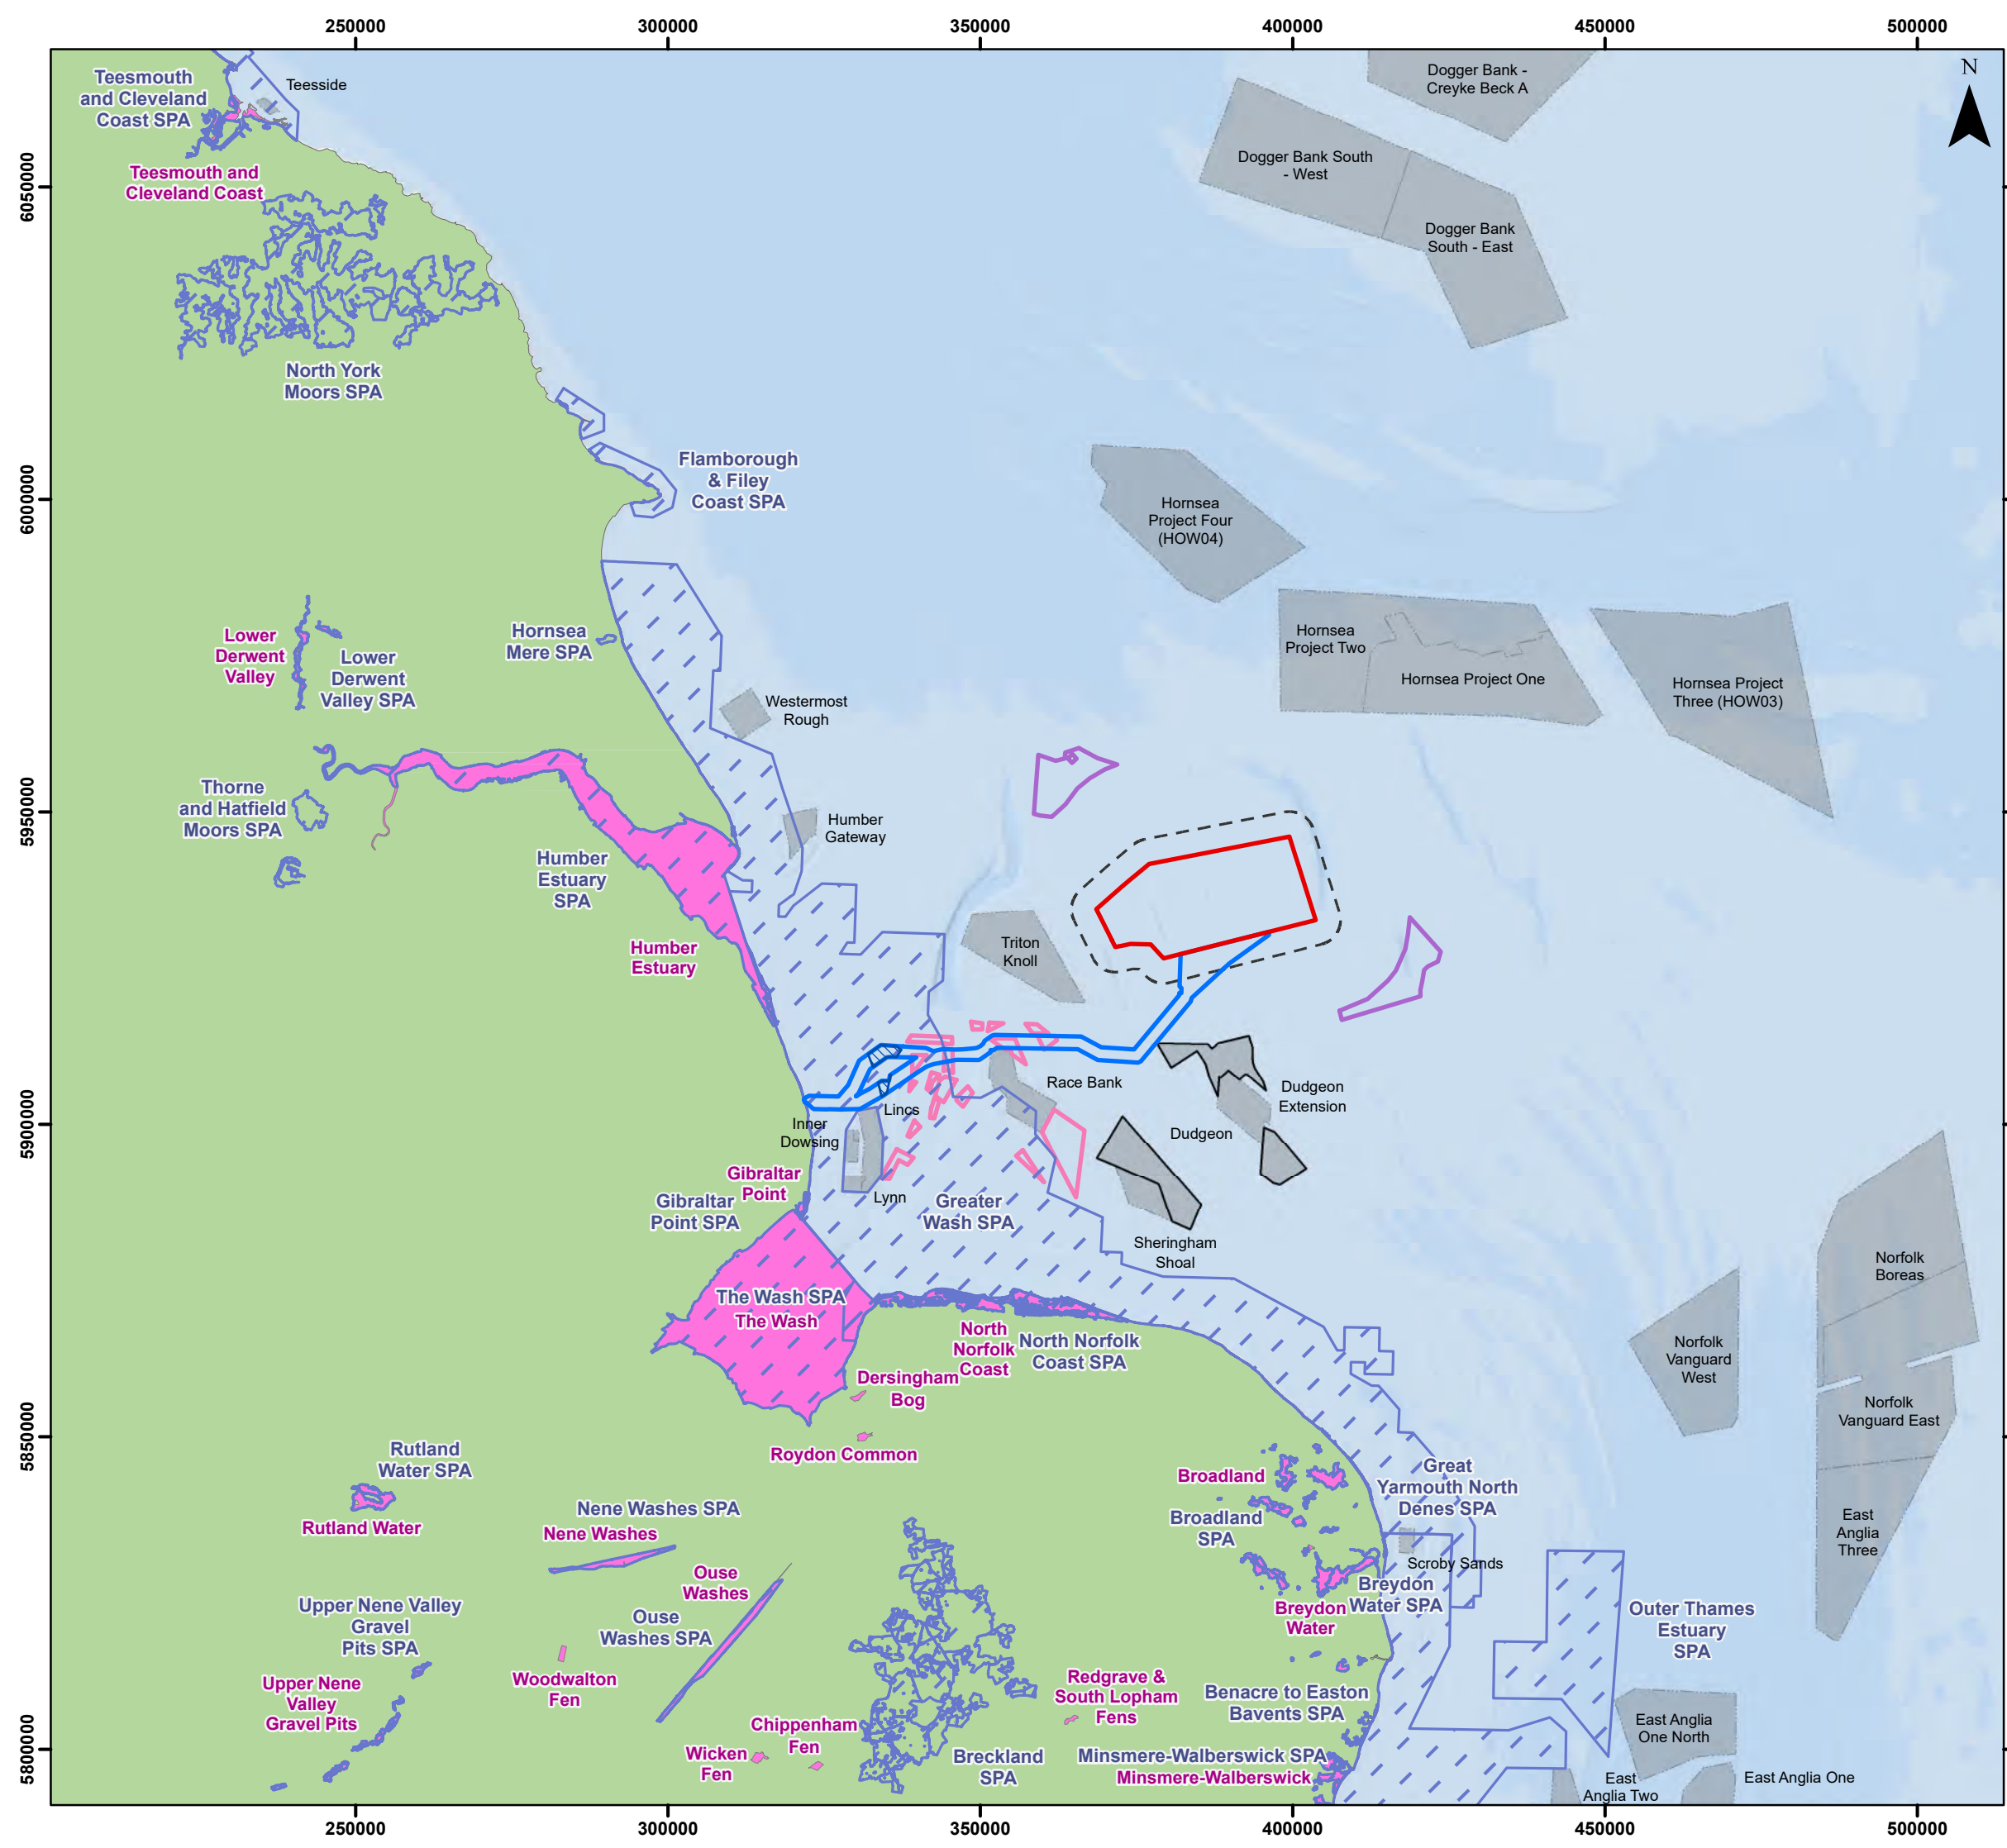 250000
300000
350000
400000
450000
500000
N
Teesmouth
and Cleveland
Coast SPA
Teesside
Teesmouth and
Cleveland Coast
Dogger Bank -
Creyke Beck A
Dogger Bank South
- West
Dogger Bank
South - East
6050000
6050000
North York
Moors SPA
Flamborough
& Filey
Coast SPA
6000000
Hornsea
Project Four
(HOW04)
Hornsea
Mere SPA
Lower
Derwent
Valley
Lower
Derwent
Valley SPA
Hornsea
Project Two
Hornsea Project One
Hornsea Project
Three (HOW03)
Westermost
Rough
Thorne
and Hatfield
Moors SPA
Humber
Gateway
5950000
Humber
Estuary
SPA
Humber
Estuary
Triton
Knoll
Race Bank
Dudgeon
Extension
Lincs
Inner
Dowsing
5900000
Dudgeon
Gibraltar
Point
Gibraltar
Point SPA
Lynn
Greater
Wash SPA
Sheringham
Shoal
Norfolk
Boreas
The Wash SPA
The Wash
North
Norfolk
Coast
North Norfolk
Coast SPA
Norfolk
Vanguard
West
Dersingham
Bog
Norfolk
Vanguard East
5850000
Roydon Common
Rutland
Water SPA
Rutland Water
Nene Washes SPA
Nene Washes
Broadland
Broadland
SPA
Great
Yarmouth North
Denes SPA
East
Anglia
Three
Scroby Sands
Ouse
Washes
Ouse
Washes SPA
Breydon
Water SPA
Breydon
Water
Upper Nene Valley
Gravel
Pits SPA
Outer Thames
Estuary
SPA
Upper Nene
Valley
Gravel Pits
Woodwalton
Fen
Redgrave &
South Lopham
Fens
Benacre to Easton
Bavents SPA
Chippenham
Fen
Wicken
Fen
Breckland
SPA
Minsmere-Walberswick SPA
Minsmere-Walberswick
East Anglia
One North
East
Anglia Two
East Anglia One
5800000
250000
300000
350000
400000
450000
500000